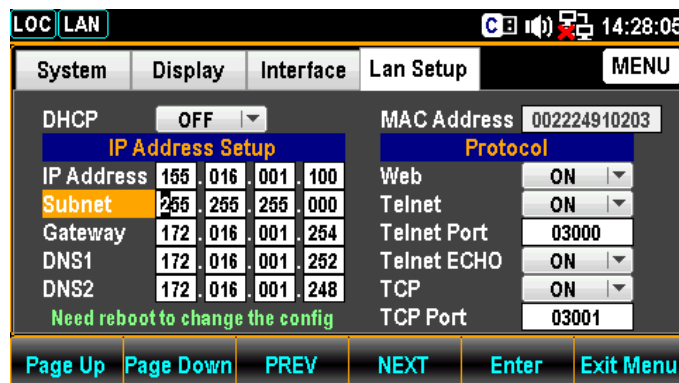 LOC LAN C 14:28:05
System Display Interface Lan Setup MENU
DHCP OFF
IP Address Setup
IP Address 155 . 016 . 001 . 100
Subnet 255 . 255 . 255 . 000
Gateway 172 . 016 . 001 . 254
DNS1 172 . 016 . 001 . 252
DNS2 172 . 016 . 001 . 248
Need reboot to change the config
MAC Address 002224910203
Protocol
Web ON
Telnet ON
Telnet Port 03000
Telnet ECHO ON
TCP ON
TCP Port 03001
Page Up Page Down PREV NEXT Enter Exit Menu